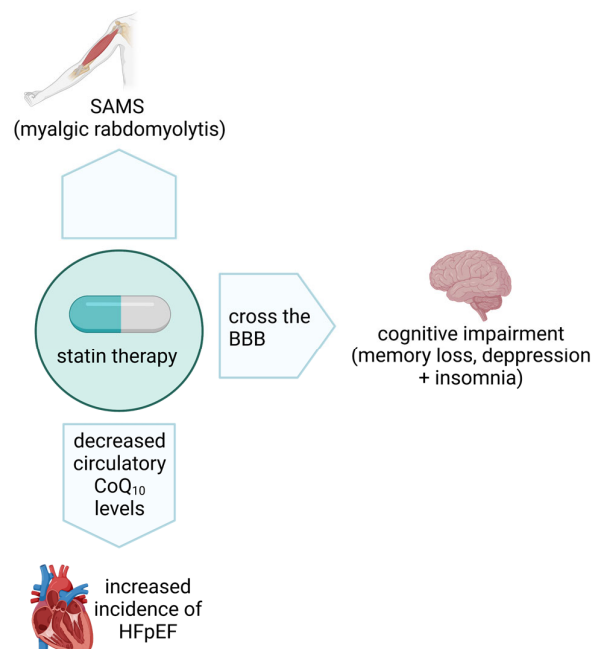 SAMS
(myalgic rabdomyolytis)
statin therapy
cross the
BBB
cognitive impairment
(memory loss, deppression
+ insomnia)
decreased
circulatory
CoQ₁₀
levels
increased
incidence of
HFpEF